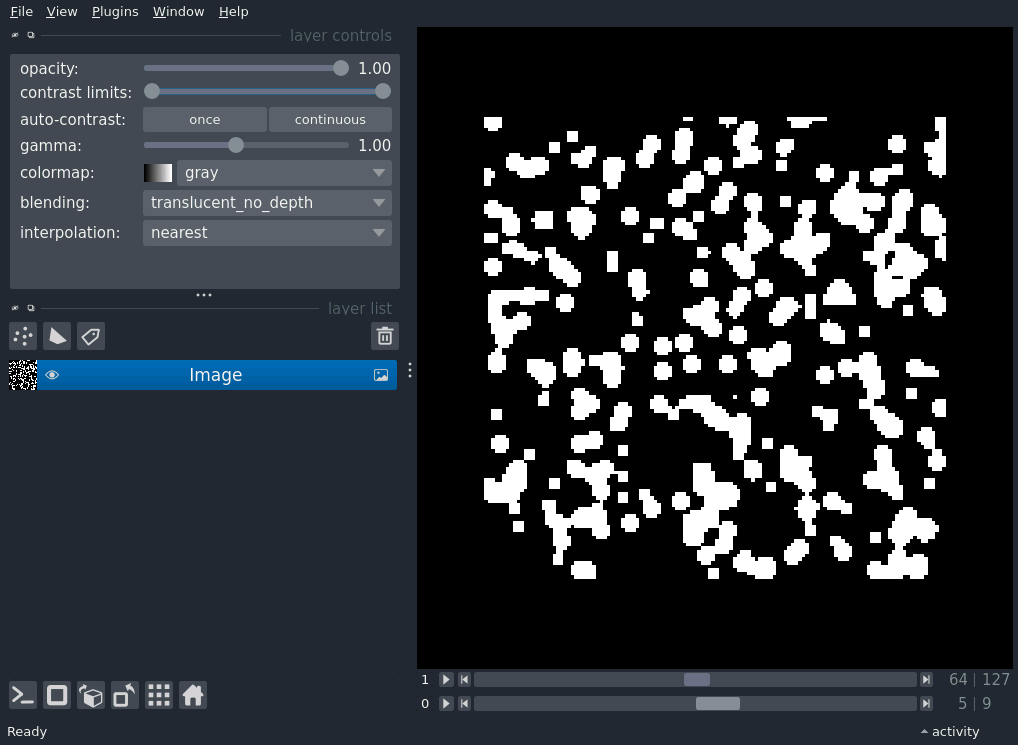 File View Plugins Window Help
layer controls
opacity: 1.00
contrast limits:
auto-contrast: once continuous
gamma: 1.00
colormap: gray
blending: translucent_no_depth
interpolation: nearest
layer list
Image
1 64 | 127
0 5 | 9
Ready activity